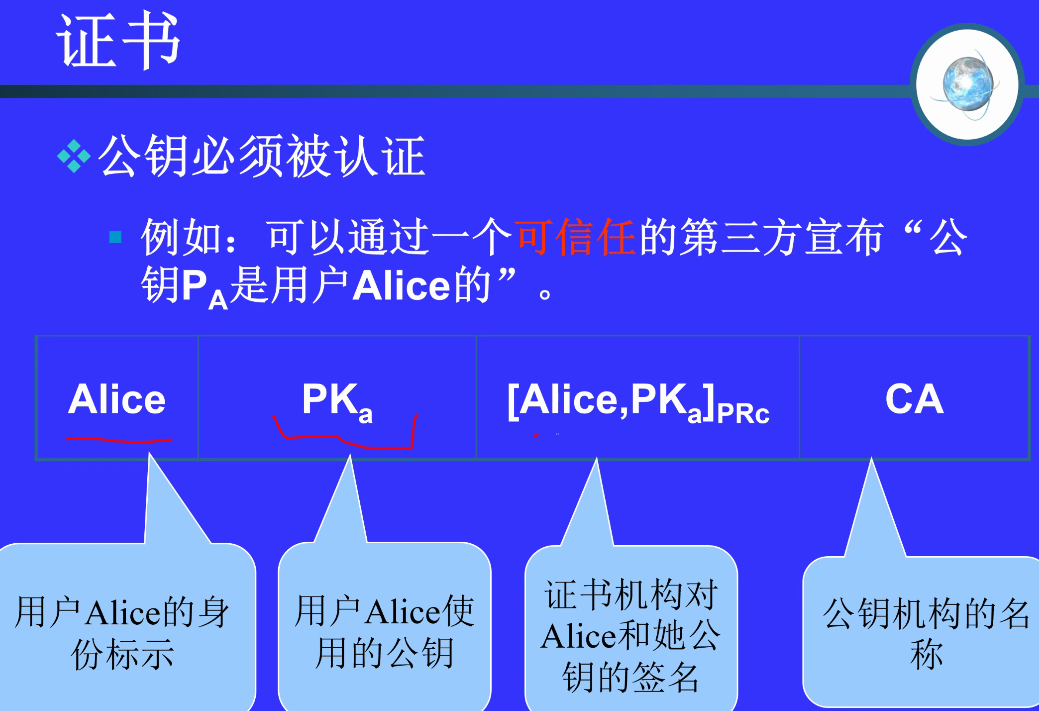 证书
公钥必须被认证
例如：可以通过一个可信任的第三方宣布“公
钥PA是用户Alice的”。
Alice
PKa
[Alice,PKa]PRc
CA
用户Alice的身
份标示
用户Alice使
用的公钥
证书机构对
Alice和她公
钥的签名
公钥机构的名
称